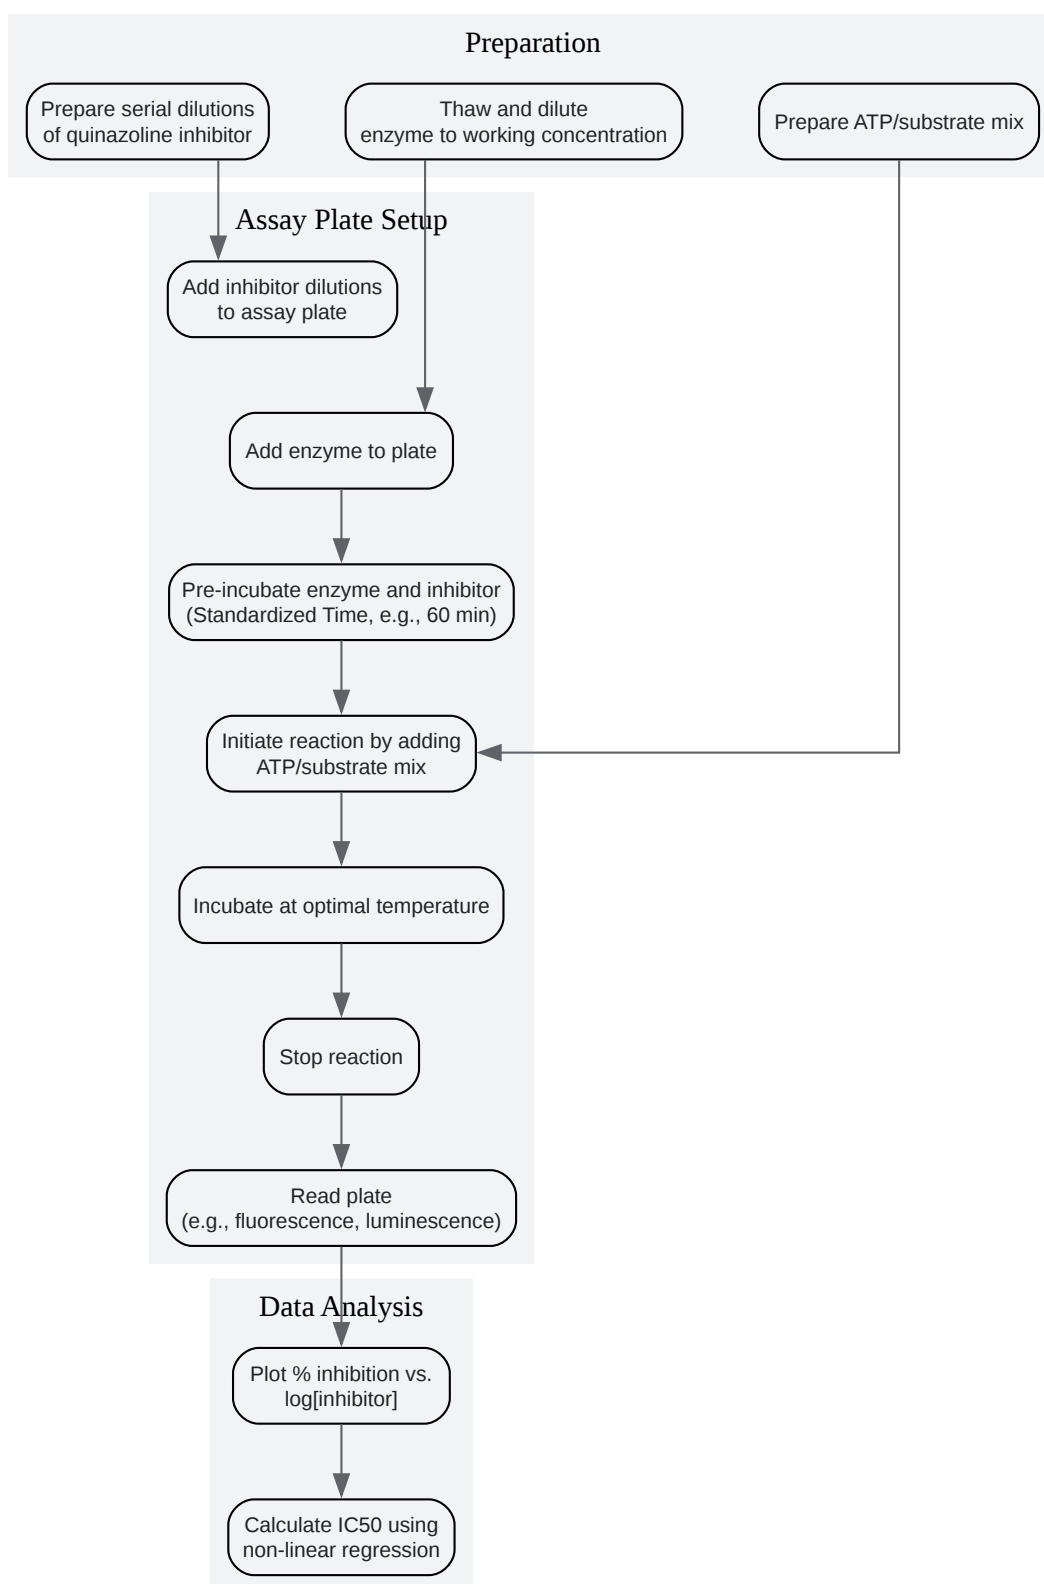 Preparation
Prepare serial dilutions
of quinazoline inhibitor
Thaw and dilute
enzyme to working concentration
Prepare ATP/substrate mix
Assay Plate Setup
Add inhibitor dilutions
to assay plate
Add enzyme to plate
Pre-incubate enzyme and inhibitor
(Standardized Time, e.g., 60 min)
Initiate reaction by adding
ATP/substrate mix
Incubate at optimal temperature
Stop reaction
Read plate
(e.g., fluorescence, luminescence)
Data Analysis
Plot % inhibition vs.
log[inhibitor]
Calculate IC50 using
non-linear regression